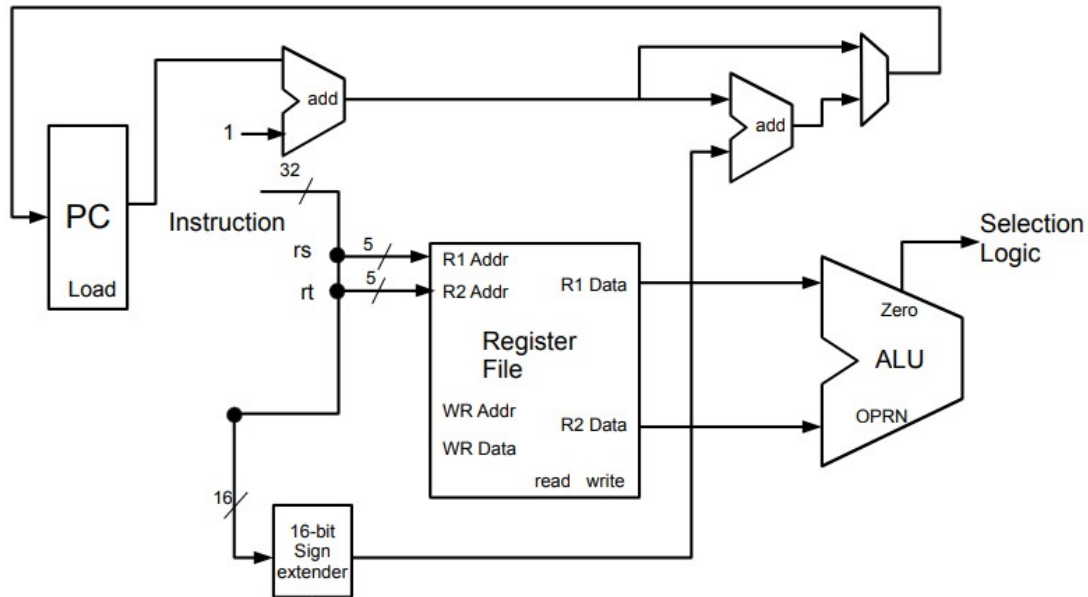 add
add
1
32
PC
Instruction
Selection
Logic
rs
5
R1 Addr
rt
5
R2 Addr
R1 Data
Zero
Load
Register
File
ALU
WR Addr
R2 Data
OPRN
WR Data
read write
16
16-bit
Sign
extender